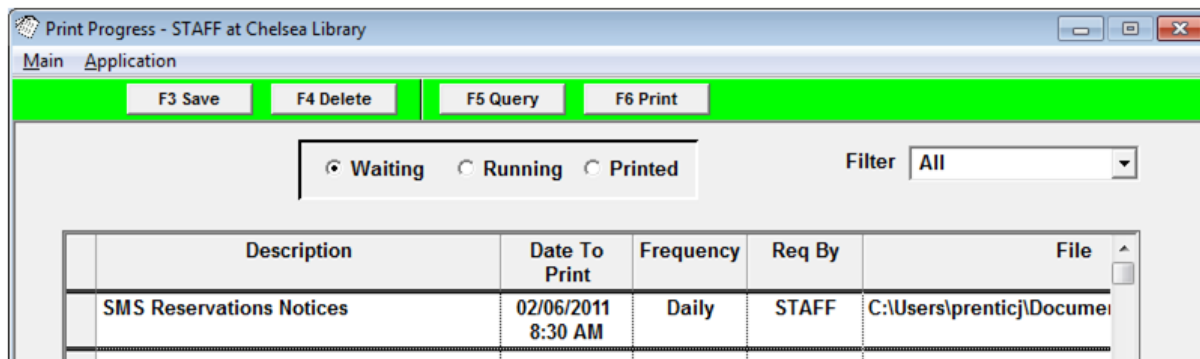 Print Progress - STAFF at Chelsea Library
Main Application
F3 Save F4 Delete F5 Query F6 Print
Waiting Running Printed Filter All
Description Date To Print Frequency Req By File
SMS Reservations Notices 02/06/2011 8:30 AM Daily STAFF C:\Users\prenticj\Documen